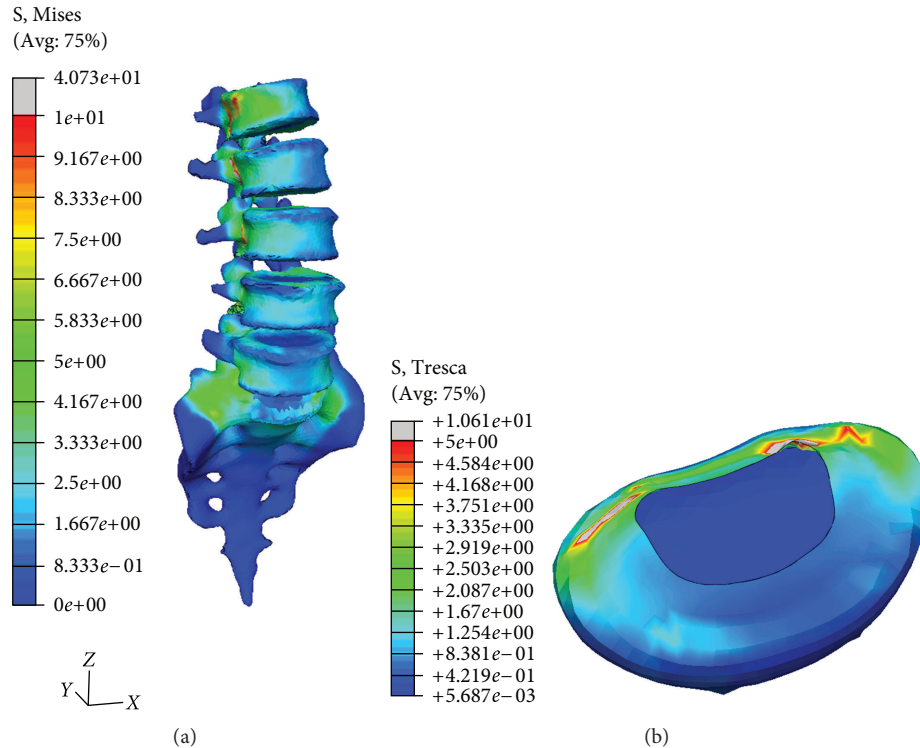 S, Mises
(Avg: 75%)
4.073e+01
1e+01
9.167e+00
8.333e+00
7.5e+00
6.667e+00
5.833e+00
5e+00
4.167e+00
3.333e+00
2.5e+00
1.667e+00
8.333e−01
0e+00
Z
Y
X
(a)
S, Tresca
(Avg: 75%)
+1.061e+01
+5e+00
+4.584e+00
+4.168e+00
+3.751e+00
+3.335e+00
+2.919e+00
+2.503e+00
+2.087e+00
+1.67e+00
+1.254e+00
+8.381e−01
+4.219e−01
+5.687e−03
(b)